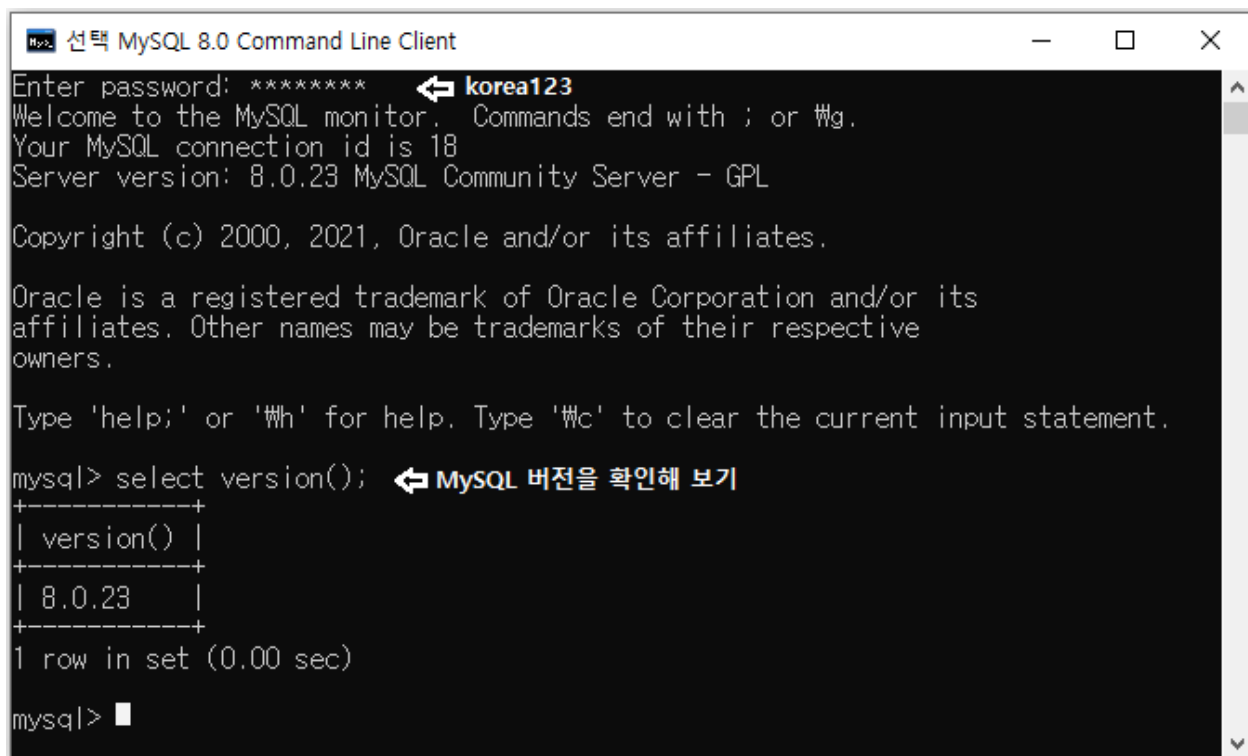 선택 MySQL 8.0 Command Line Client
Enter password: ******** korea123
Welcome to the MySQL monitor.  Commands end with ; or ₩g.
Your MySQL connection id is 18
Server version: 8.0.23 MySQL Community Server - GPL
Copyright (c) 2000, 2021, Oracle and/or its affiliates.
Oracle is a registered trademark of Oracle Corporation and/or its
affiliates. Other names may be trademarks of their respective
owners.
Type 'help;' or '₩h' for help. Type '₩c' to clear the current input statement.
mysql> select version(); MySQL 버전을 확인해 보기
+-----------+
| version() |
+-----------+
| 8.0.23    |
+-----------+
1 row in set (0.00 sec)
mysql>